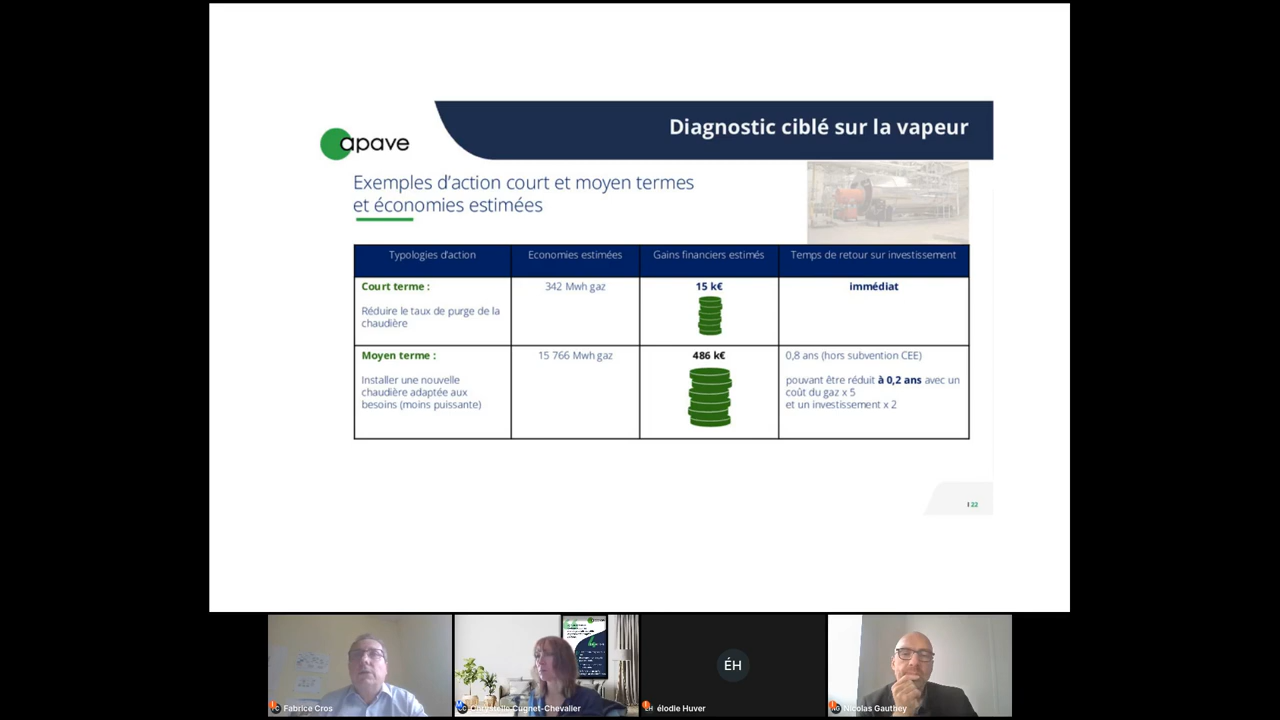 apave
Diagnostic ciblé sur la vapeur
Exemples d'action court et moyen termes
et économies estimées
Typologies d'action
Economies estimées
Gains financiers estimés
Temps de retour sur investissement
Court terme :
Réduire le taux de purge de la
chaudière
342 Mwh gaz
15 k€
immédiat
Moyen terme :
Installer une nouvelle
chaudière adaptée aux
besoins (moins puissante)
15 766 Mwh gaz
486 k€
0,8 ans (hors subvention CEE)
pouvant être réduit à 0,2 ans avec un
coût du gaz x 5
et un investissement x 2
22
ÉH
Fabrice Cros
Cugnet-Chevalier
élodie Huver
Nicolas Gauthey